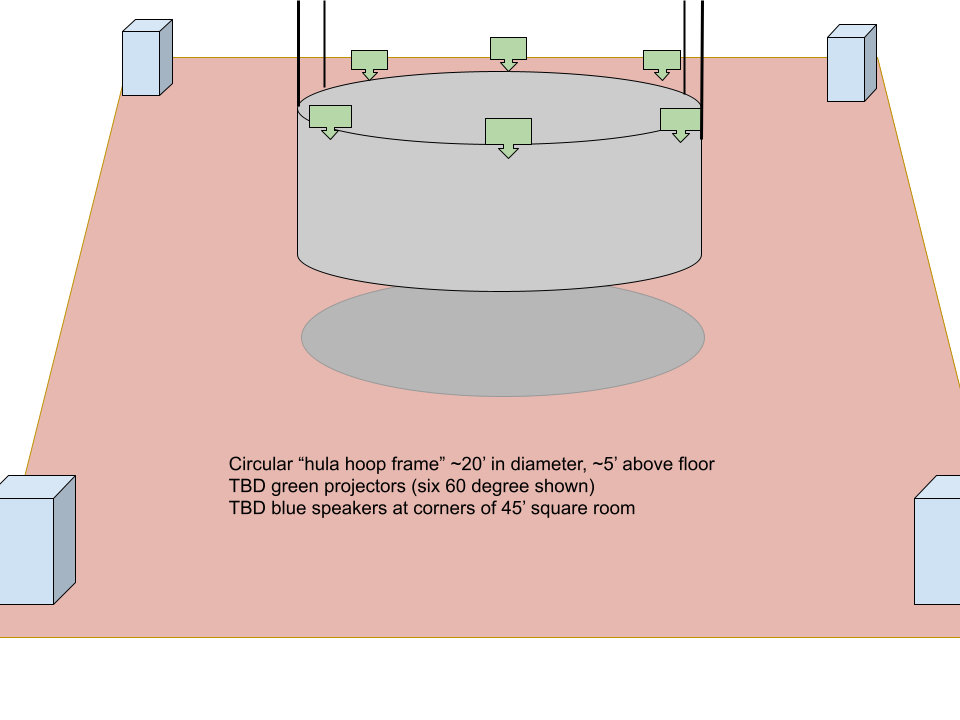 Circular “hula hoop frame” ~20’ in diameter, ~5’ above floor
TBD green projectors (six 60 degree shown)
TBD blue speakers at corners of 45’ square room